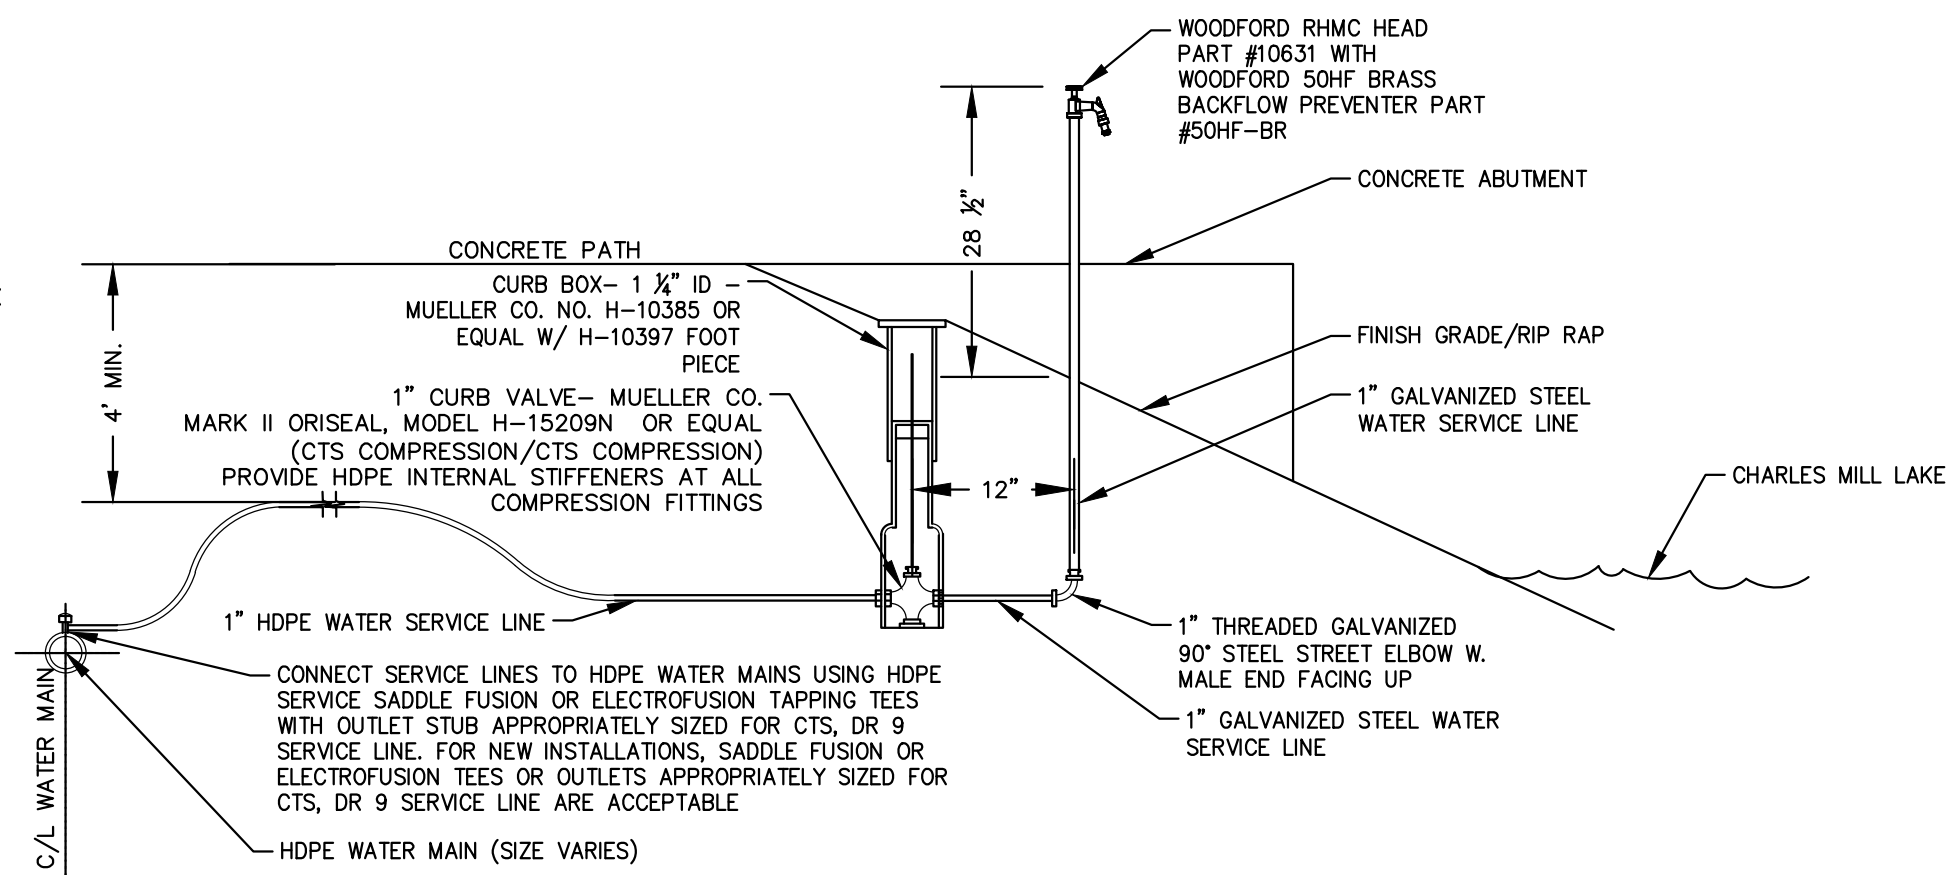 WOODFORD RHMC HEAD
PART #10631 WITH
WOODFORD 50HF BRASS
BACKFLOW PREVENTER PART
#50HF-BR
CONCRETE ABUTMENT
28 ½"
CONCRETE PATH
CURB BOX- 1 ¼" ID -
MUELLER CO. NO. H-10385 OR
EQUAL W/ H-10397 FOOT
PIECE
4' MIN.
FINISH GRADE/RIP RAP
1" CURB VALVE- MUELLER CO.
MARK II ORISEAL, MODEL H-15209N OR EQUAL
(CTS COMPRESSION/CTS COMPRESSION)
PROVIDE HDPE INTERNAL STIFFENERS AT ALL
COMPRESSION FITTINGS
1" GALVANIZED STEEL
WATER SERVICE LINE
12"
CHARLES MILL LAKE
1" HDPE WATER SERVICE LINE
1" THREADED GALVANIZED
90° STEEL STREET ELBOW W.
MALE END FACING UP
1" GALVANIZED STEEL WATER
SERVICE LINE
CONNECT SERVICE LINES TO HDPE WATER MAINS USING HDPE
SERVICE SADDLE FUSION OR ELECTROFUSION TAPPING TEES
WITH OUTLET STUB APPROPRIATELY SIZED FOR CTS, DR 9
SERVICE LINE. FOR NEW INSTALLATIONS, SADDLE FUSION OR
ELECTROFUSION TEES OR OUTLETS APPROPRIATELY SIZED FOR
CTS, DR 9 SERVICE LINE ARE ACCEPTABLE
C/L WATER MAIN
HDPE WATER MAIN (SIZE VARIES)